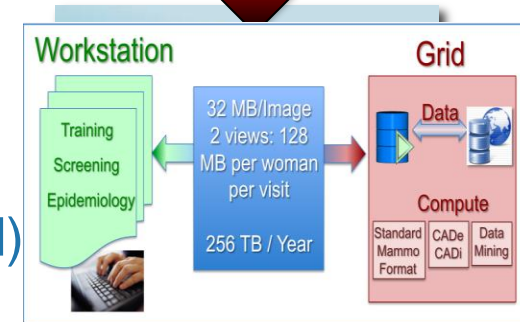 Workstation
Training
Screening
Epidemiology
32 MB/Image
2 views: 128
MB per woman
per visit
256 TB / Year
Grid
Data
Compute
Standard
Mammo
Format
CADe
CADi
Data
Mining
)